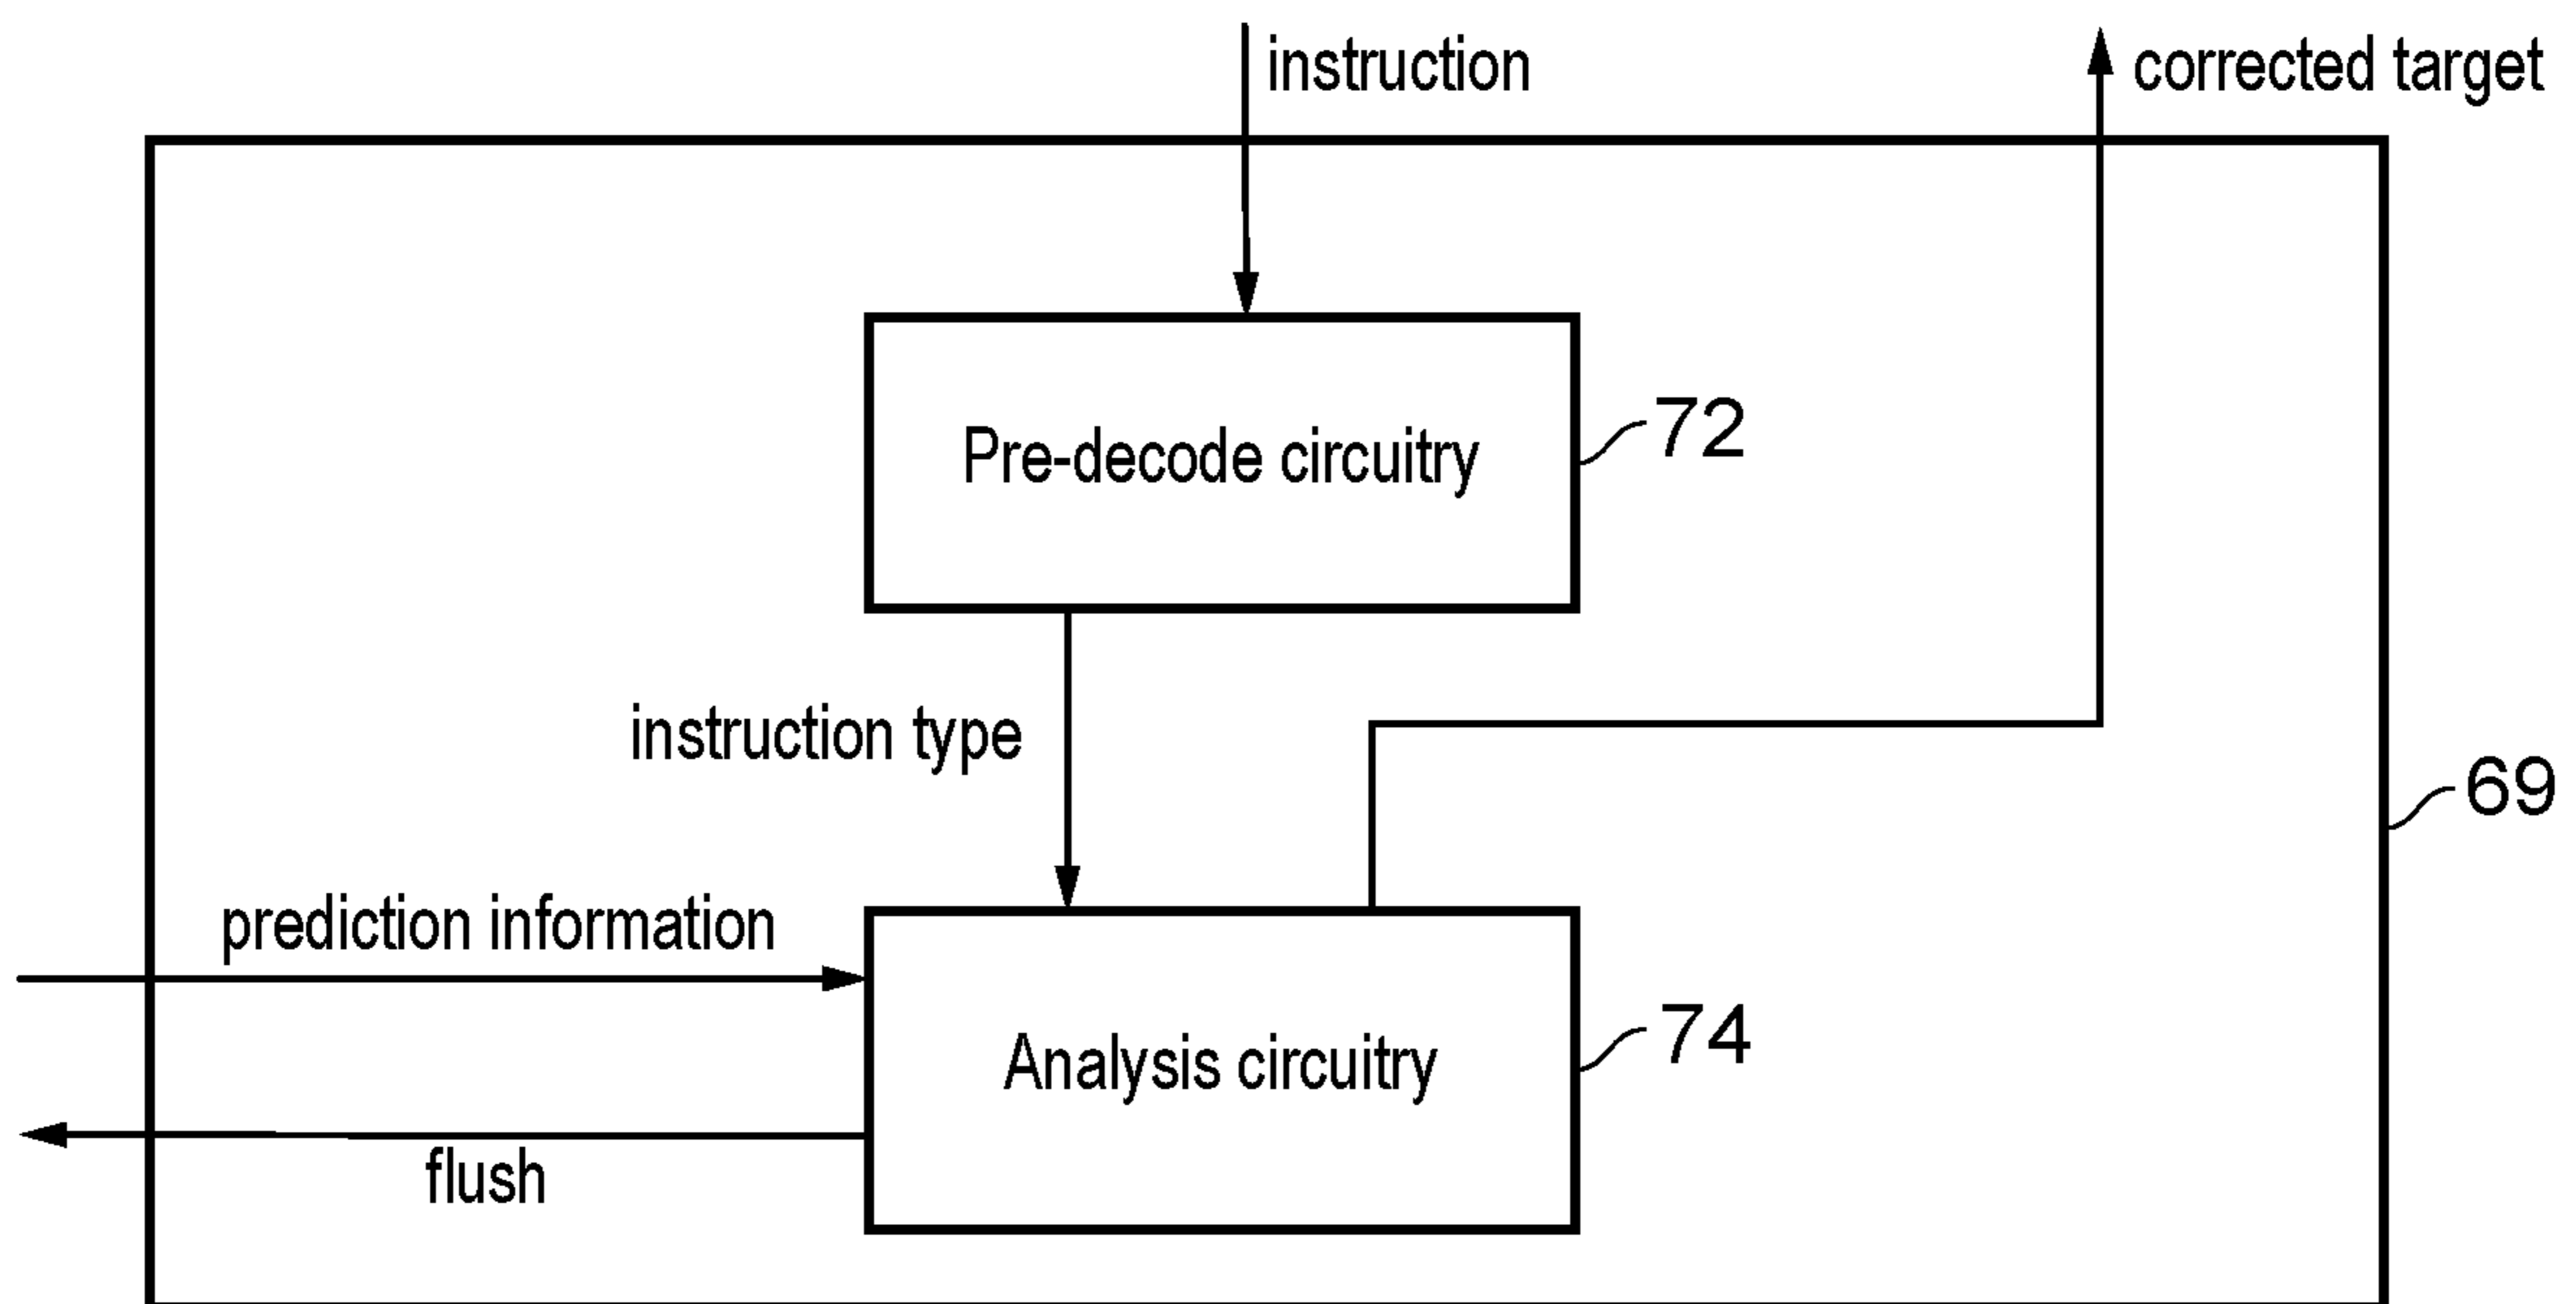 instruction
corrected target
Pre-decode circuitry
72
instruction type
69
prediction information
Analysis circuitry
74
flush